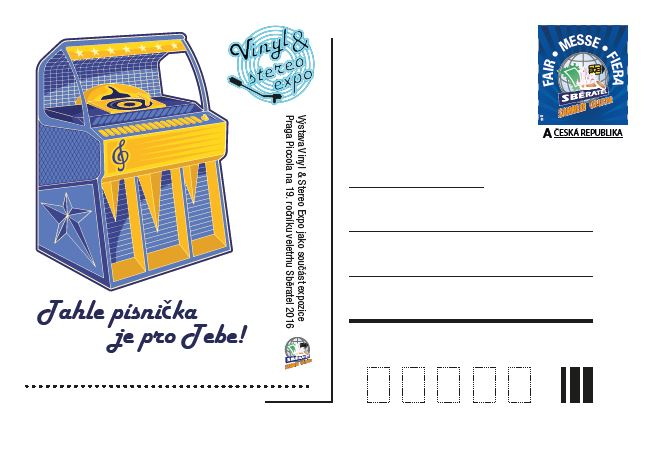 Vinyl &
stereo
expo
Výstava Vinyl & Stereo Expo jako součást expozice
Praga Piccola na 19. ročníku veletrhu Sběratel 2016
Tahle písnička
je pro Tebe!
SBĚRATEL
FAIR • MESSE • FIERA
SBĚRATEL
A ČESKÁ REPUBLIKA